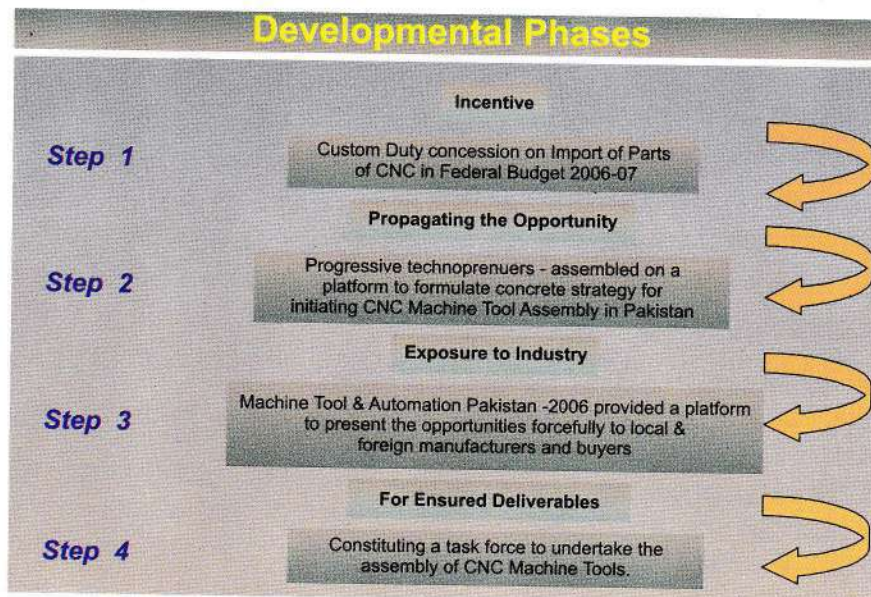 Developmental Phases
Incentive
Step 1
Custom Duty concession on Import of Parts
of CNC in Federal Budget 2006-07
Propagating the Opportunity
Step 2
Progressive technoprenuers - assembled on a
platform to formulate concrete strategy for
initiating CNC Machine Tool Assembly in Pakistan
Exposure to Industry
Step 3
Machine Tool & Automation Pakistan -2006 provided a platform
to present the opportunities forcefully to local &
foreign manufacturers and buyers
For Ensured Deliverables
Step 4
Constituting a task force to undertake the
assembly of CNC Machine Tools.